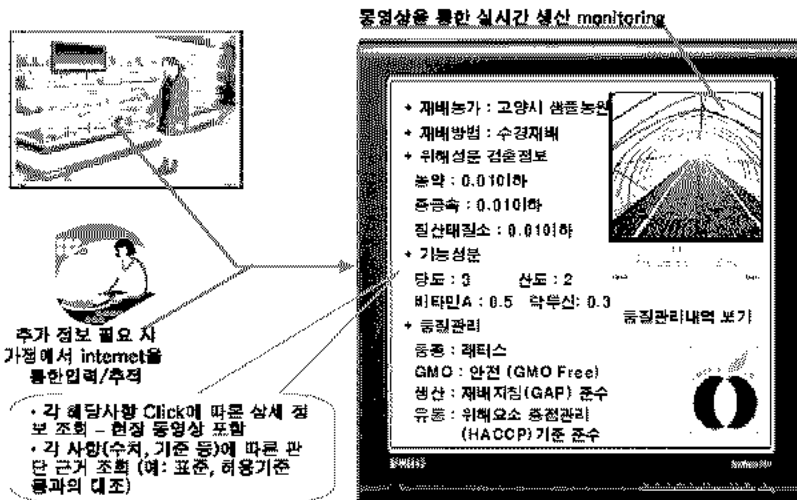 동영상을 통한 실시간 생산 monitoring
+ 재배농가 : 고양시 샘플농원
+ 재배방법 : 수경재배
+ 위해성분 검출정보
농약 : 0.01이하
중금속 : 0.01이하
질산태질소 : 0.01이하
+ 기능성분
당도 : 3 산도 : 2
비타민A : 0.5 락투신: 0.3
+ 품질관리
품종 : 래터스
GMO : 안전 (GMO Free)
생산 : 재배지침(GAP) 준수
유통 : 위해요소 중점관리
(HACCP)기준 준수
품질관리내역 보기
추가 정보 필요 시
가정에서 internet을
통한입력/추적
· 각 해당사항 Click에 따른 상세 정
보 조회 – 현장 동영상 포함
· 각 사항(수치, 기준 등)에 따른 판
단 근거 조회 (예: 표준, 허용기준
등과의 대조)